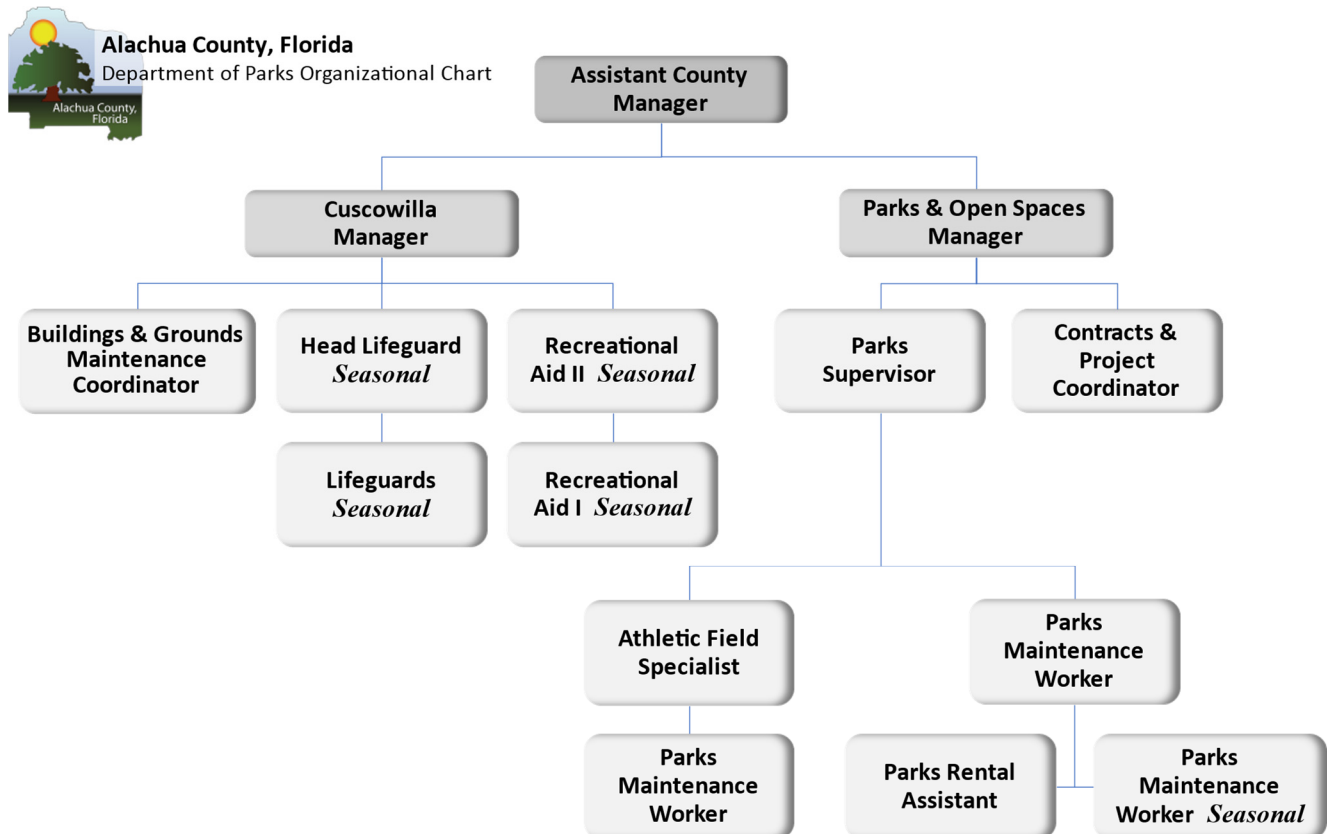 Alachua County, Florida
Department of Parks Organizational Chart
Alachua County,
Florida
Assistant County
Manager
Cuscowilla
Manager
Parks & Open Spaces
Manager
Buildings & Grounds
Maintenance
Coordinator
Head Lifeguard
Seasonal
Recreational
Aid II Seasonal
Parks
Supervisor
Contracts &
Project
Coordinator
Lifeguards
Seasonal
Recreational
Aid I Seasonal
Athletic Field
Specialist
Parks
Maintenance
Worker
Parks
Maintenance
Worker
Parks Rental
Assistant
Parks
Maintenance
Worker Seasonal